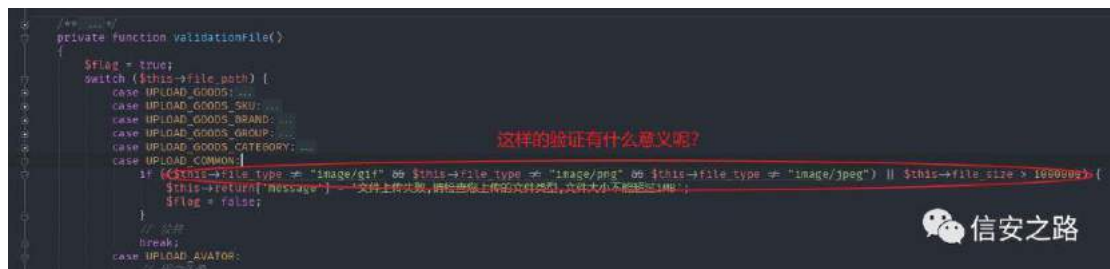 /** ... */
private function validationFile()
{
$flag = true;
switch ($this→file_path) {
case UPLOAD_GOODS: ...
case UPLOAD_GOODS_SKU: ...
case UPLOAD_GOODS_BRAND: ...
case UPLOAD_GOODS_GROUP: ...
case UPLOAD_GOODS_CATEGORY: ...
这样的验证有什么意义呢?
case UPLOAD_COMMON:
if (($this→file_type ≠ "image/gif" && $this→file_type ≠ "image/png" && $this→file_type ≠ "image/jpeg") || $this→file_size > 1000000) {
$this→return['message'] = '文件上传失败,请检查您上传的文件类型,文件大小不能超过1MB';
$flag = false;
}
//
break;
case UPLOAD_AVATOR:
信安之路